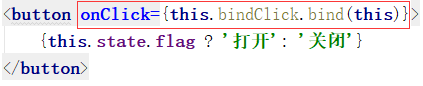 <button onClick={this.bindClick.bind(this)}>
{this.state.flag ? '打开': '关闭'}
</button>